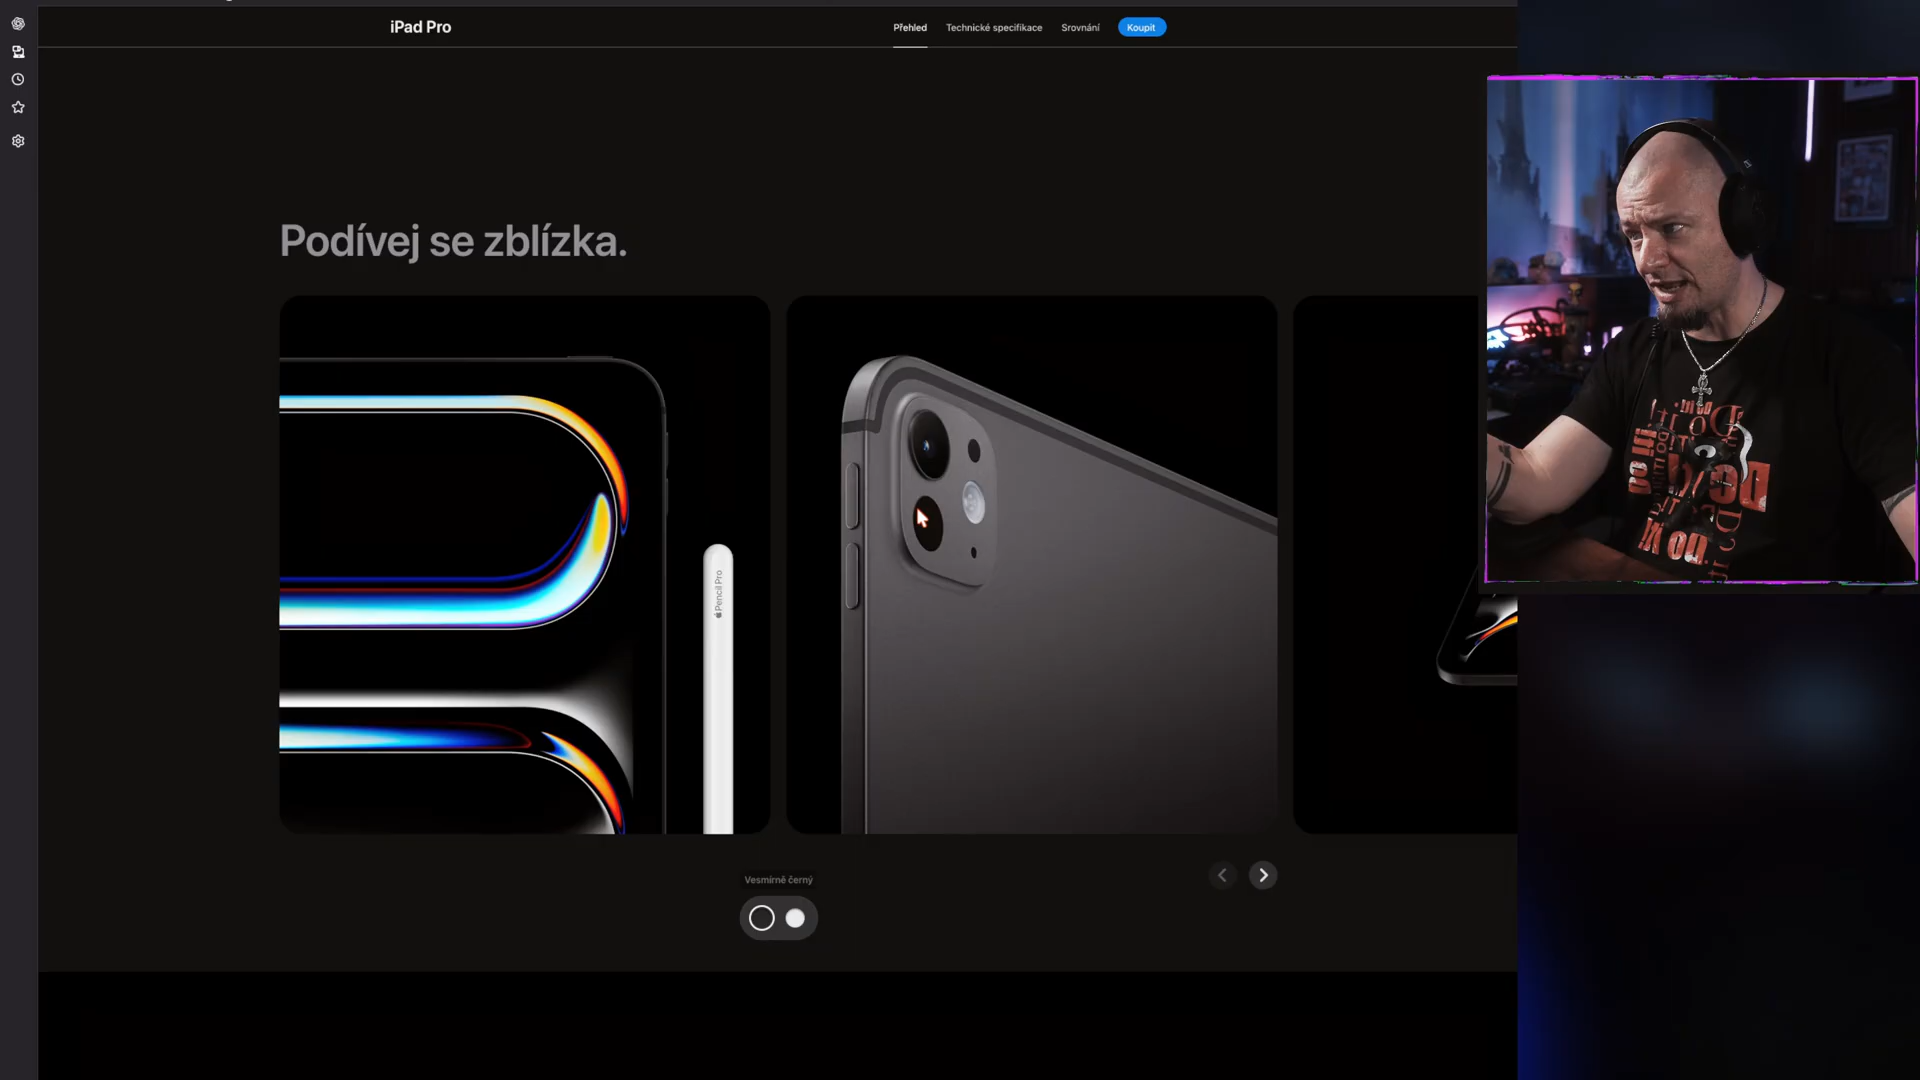 iPad Pro
Přehled
Technické specifikace
Srovnání
Koupit
Podívej se zblízka.
Pencil Pro
Vesmírně černý